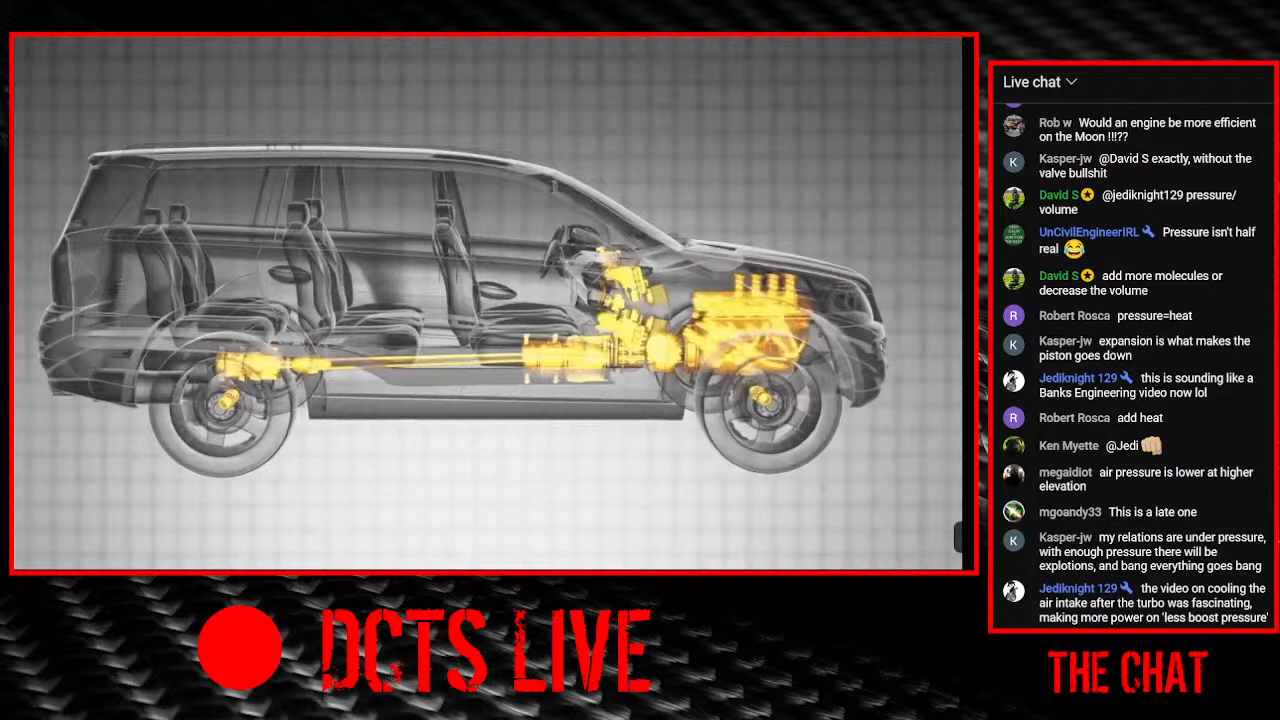 Live chat
Rob w Would an engine be more efficient
on the Moon !!!??
K
Kasper-jw @David S exactly, without the
valve bullshit
David S @jediknight129 pressure/
volume
UnCivilEngineerIRL Pressure isn't half
real 😂
David S add more molecules or
decrease the volume
R
Robert Rosca pressure=heat
K
Kasper-jw expansion is what makes the
piston goes down
Jediknight 129 this is sounding like a
Banks Engineering video now lol
R
Robert Rosca add heat
Ken Myette @Jedi 👊🏼
megaidiot air pressure is lower at higher
elevation
mgoandy33 This is a late one
K
Kasper-jw my relations are under pressure,
with enough pressure there will be
explotions, and bang everything goes bang
Jediknight 129 the video on cooling the
air intake after the turbo was fascinating,
making more power on 'less boost pressure'
DCTS LIVE
THE CHAT